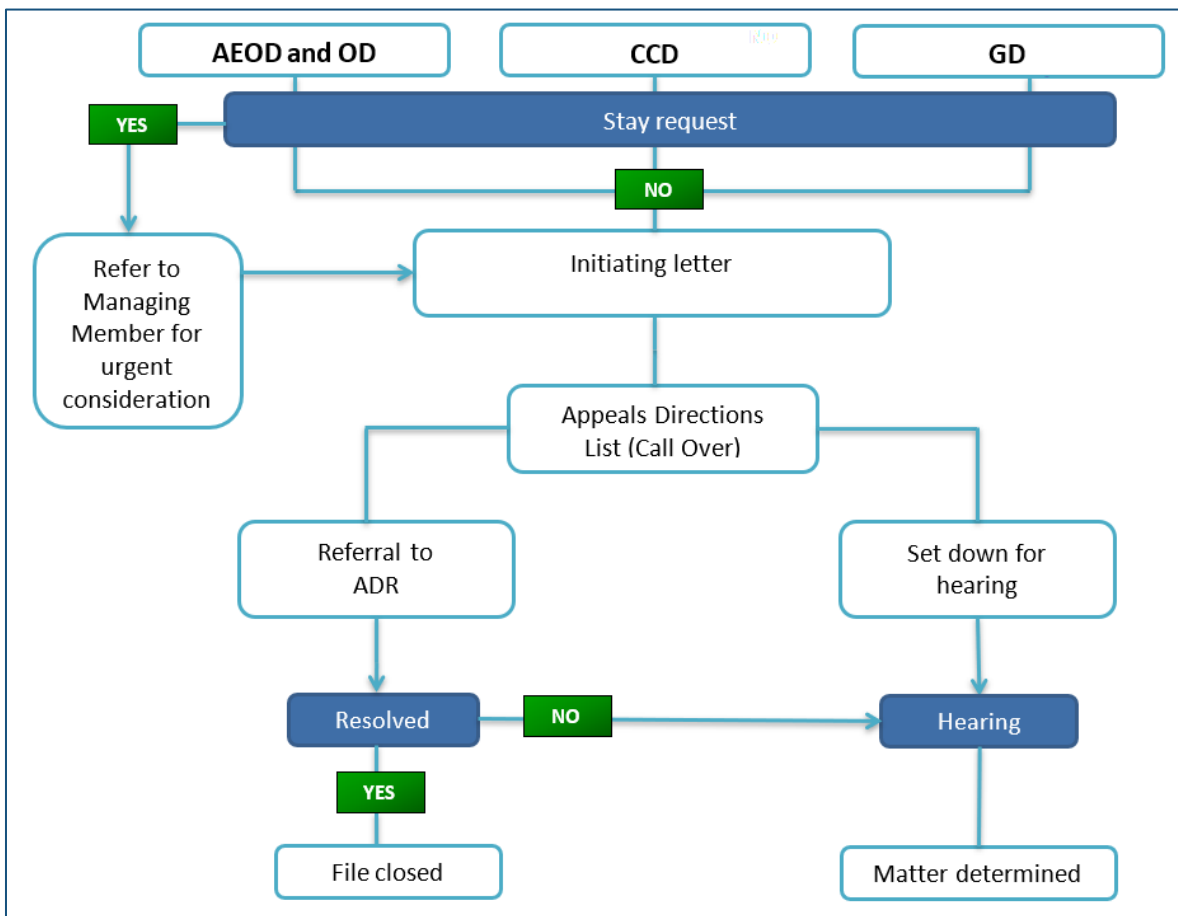 AEOD and OD
CCD
GD
YES
Stay request
NO
Refer to
Managing
Member for
urgent
consideration
Initiating letter
Appeals Directions
List (Call Over)
Referral to
ADR
Set down for
hearing
Resolved
NO
Hearing
YES
File closed
Matter determined